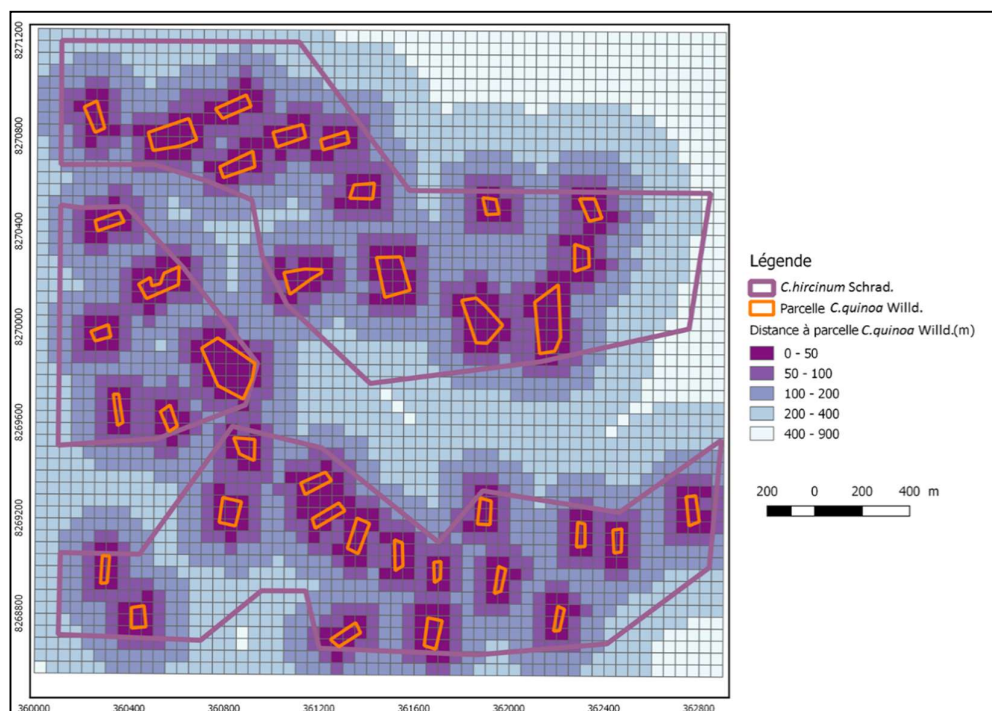 8271200
8270800
8270400
8270000
8269600
8269200
8268800
360000 360400 360800 361200 361600 362000 362400 362800
Légende
C.hircinum Schrad.
Parcelle C.quinoa Willd.
Distance à parcelle C.quinoa Willd.(m)
0 - 50
50 - 100
100 - 200
200 - 400
400 - 900
200 0 200 400 m